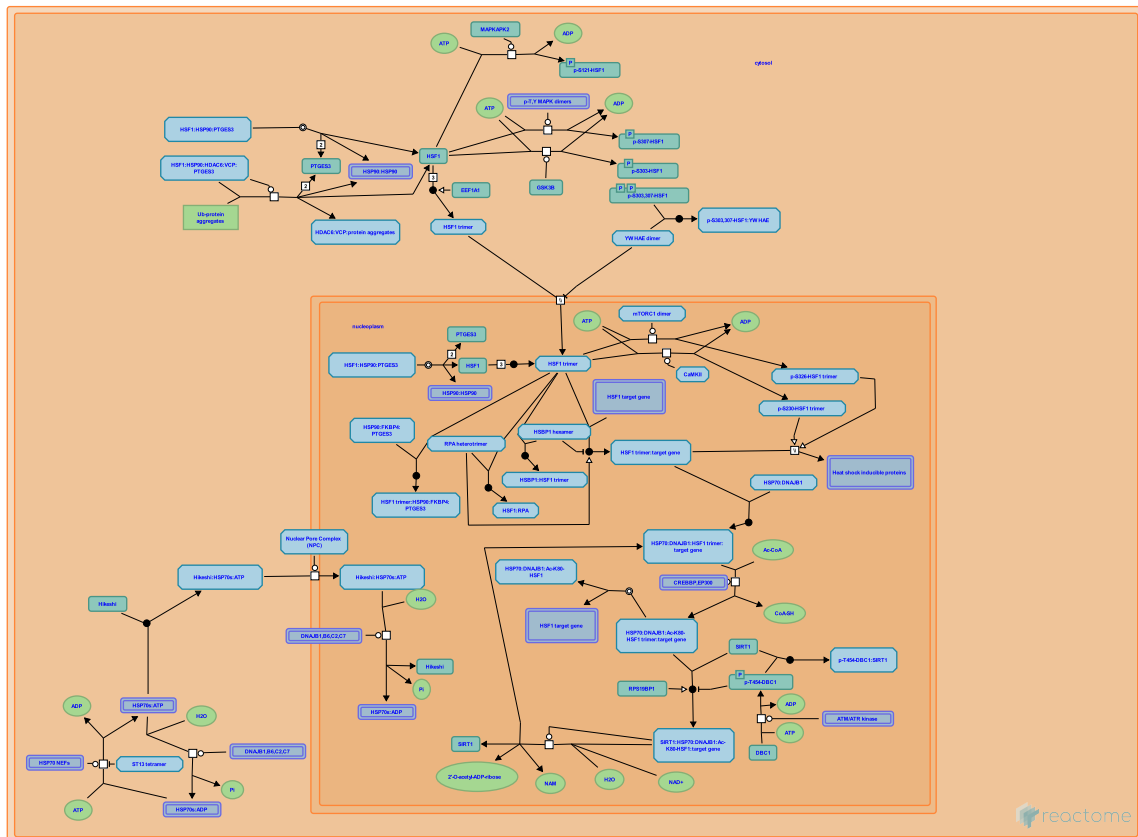 MAPKAPK2
ATP
ADP
P
p-S121-HSF1
cytosol
p-T,Y MAPK dimers
ATP
ADP
HSF1:HSP90:PTGES3
P
p-S307-HSF1
2
HSF1
PTGES3
HSP90:HSP90
HSF1:HSP90:HDAC6:VCP:
PTGES3
P
p-S303-HSF1
3
2
EEF1A1
GSK3B
P P
p-S303,307-HSF1
Ub-protein
aggregates
HDAC6:VCP:protein aggregates
HSF1 trimer
p-S303,307-HSF1:YWHAE
YWHAE dimer
nucleoplasm
mTORC1 dimer
ATP
ADP
PTGES3
2
HSF1:HSP90:PTGES3
HSF1
3
HSF1 trimer
CaMKII
p-S326-HSF1 trimer
HSP90:HSP90
HSF1 target gene
p-S230-HSF1 trimer
HSP90:FKBP4:
PTGES3
RPA heterotrimer
HSBP1 hexamer
HSF1 trimer:target gene
Heat shock inducible proteins
HSBP1:HSF1 trimer
HSP70:DNAJB1
HSF1 trimer:HSP90:FKBP4:
PTGES3
HSF1:RPA
Nuclear Pore Complex
(NPC)
HSP70:DNAJB1:HSF1 trimer:
target gene
Ac-CoA
Hikeshi:HSP70s:ATP
Hikeshi:HSP70s:ATP
HSP70:DNAJB1:Ac-K80-
HSF1
CREBBP,EP300
H2O
Hikeshi
CoA-SH
HSF1 target gene
DNAJB1,B6,C2,C7
HSP70:DNAJB1:Ac-K80-
HSF1 trimer:target gene
SIRT1
p-T454-DBC1:SIRT1
Hikeshi
P
p-T454-DBC1
Pi
RPS19BP1
HSP70s:ATP
ADP
HSP70s:ADP
ADP
H2O
ATM/ATR kinase
ATP
SIRT1
SIRT1:HSP70:DNAJB1:Ac-
K80-HSF1:target gene
DBC1
DNAJB1,B6,C2,C7
HSP70 NEFs
ST13 tetramer
2'-O-acetyl-ADP-ribose
NAM
H2O
NAD+
Pi
ATP
HSP70s:ADP
reactome